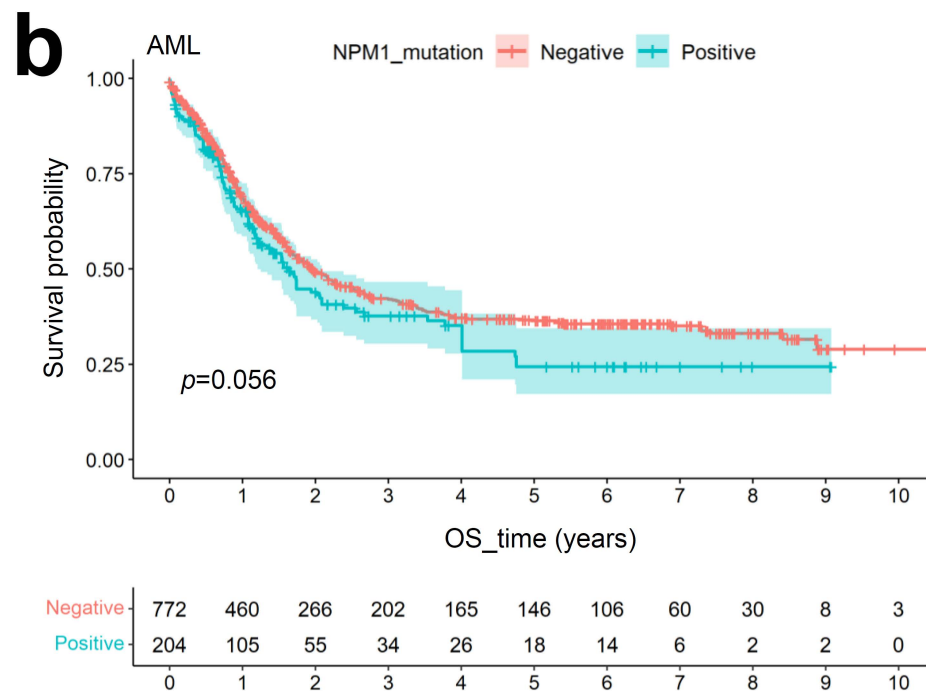 b
AML
NPM1_mutation Negative Positive
1.00
0.75
0.50
0.25
0.00
Survival probability
p=0.056
0 1 2 3 4 5 6 7 8 9 10
OS_time (years)
Negative 772 460 266 202 165 146 106 60 30 8 3
Positive 204 105 55 34 26 18 14 6 2 2 0
0 1 2 3 4 5 6 7 8 9 10